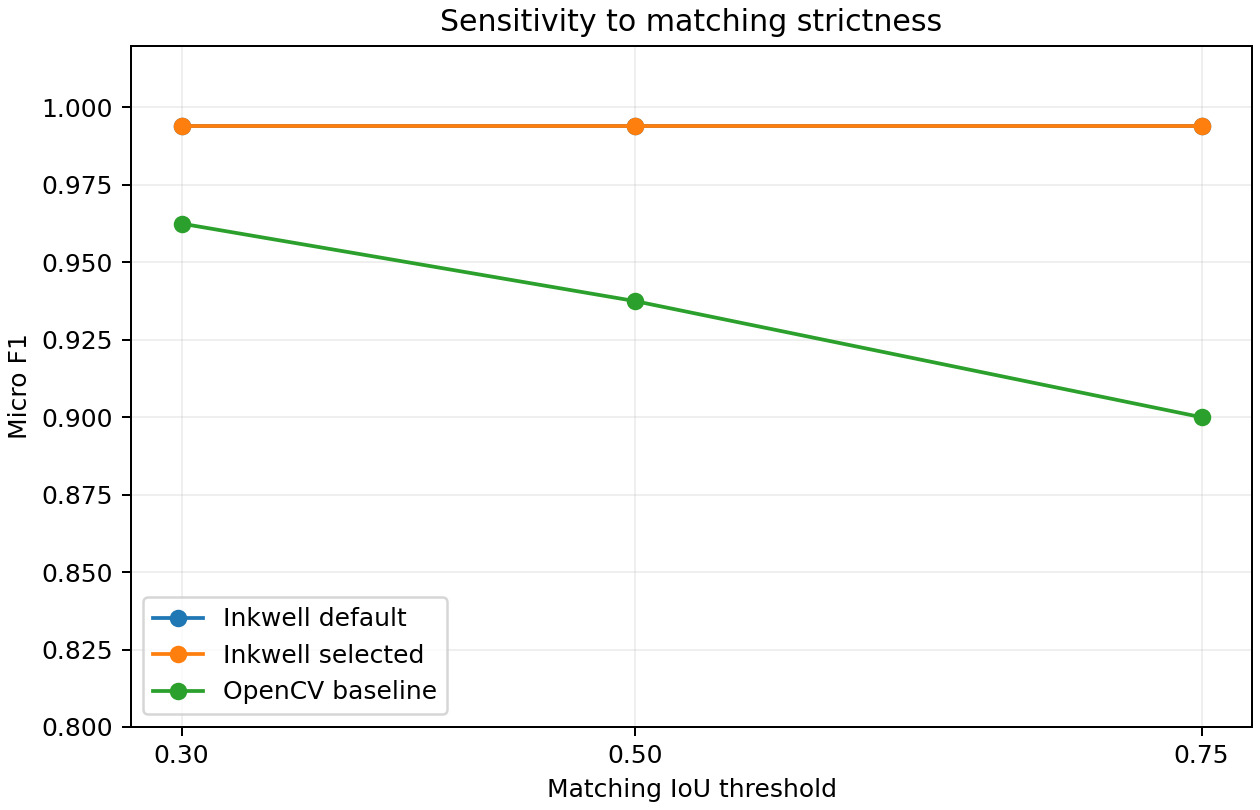 Sensitivity to matching strictness
1.000
0.975
0.950
0.925
0.900
0.875
0.850
0.825
0.800
Micro F1
Inkwell default
Inkwell selected
OpenCV baseline
0.30 0.50 0.75
Matching IoU threshold